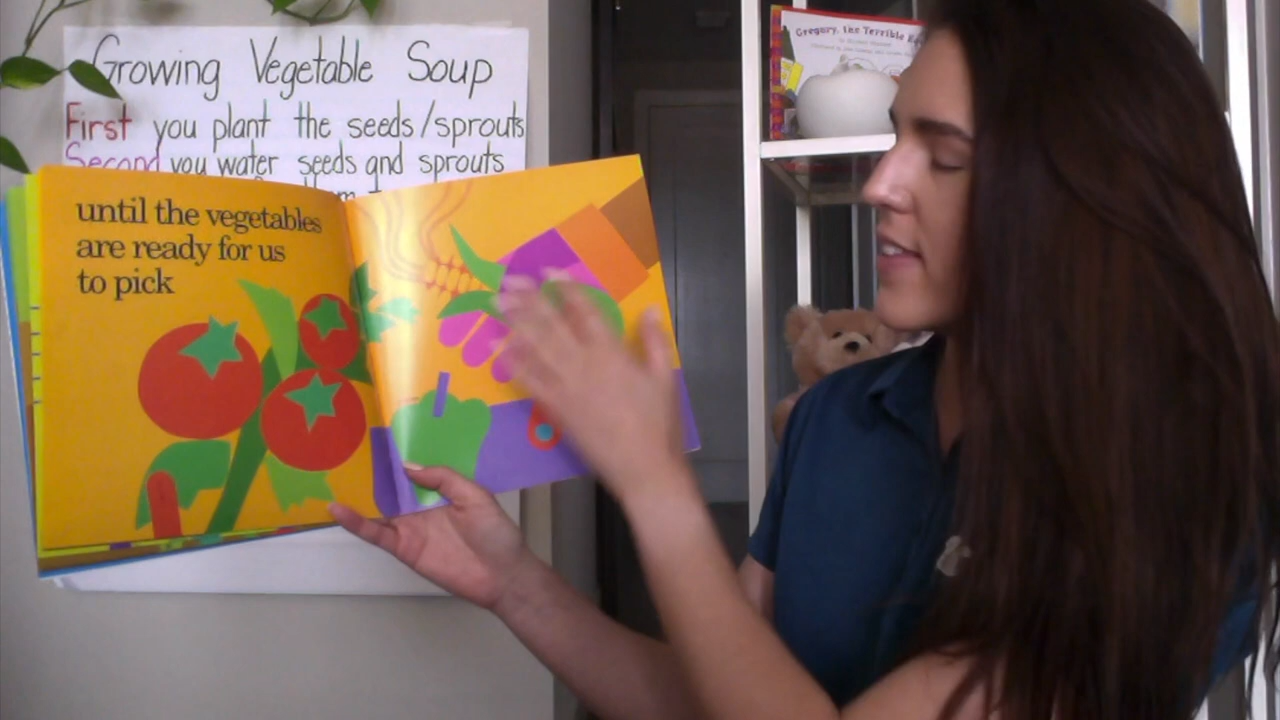 Growing Vegetable Soup
First you plant the seeds/sprouts
Second you water seeds and sprouts
until the vegetables
are ready for us
to pick
Gregory, the Terrible